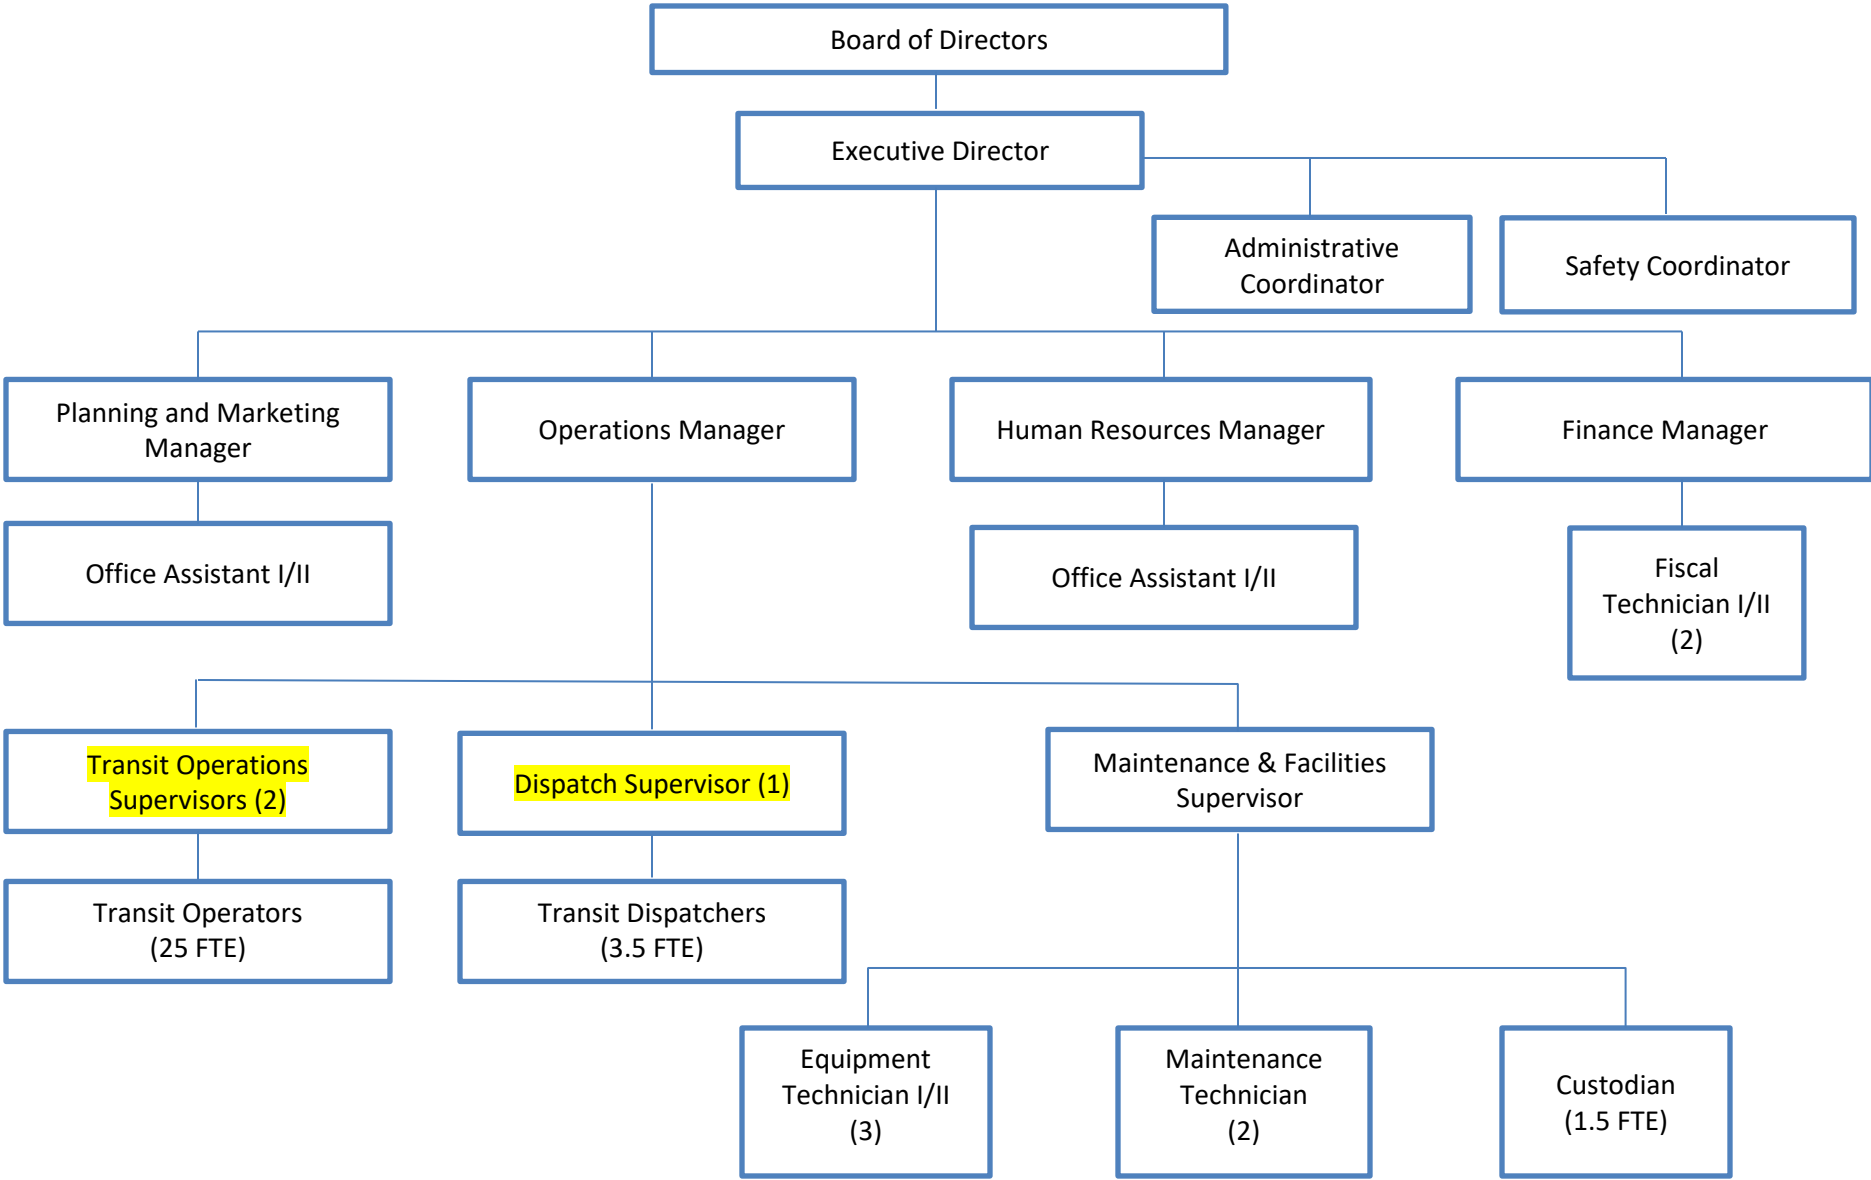 Board of Directors
Executive Director
Administrative
Coordinator
Safety Coordinator
Planning and Marketing
Manager
Operations Manager
Human Resources Manager
Finance Manager
Office Assistant I/II
Office Assistant I/II
Fiscal
Technician I/II
(2)
Transit Operations
Supervisors (2)
Dispatch Supervisor (1)
Maintenance & Facilities
Supervisor
Transit Operators
(25 FTE)
Transit Dispatchers
(3.5 FTE)
Equipment
Technician I/II
(3)
Maintenance
Technician
(2)
Custodian
(1.5 FTE)